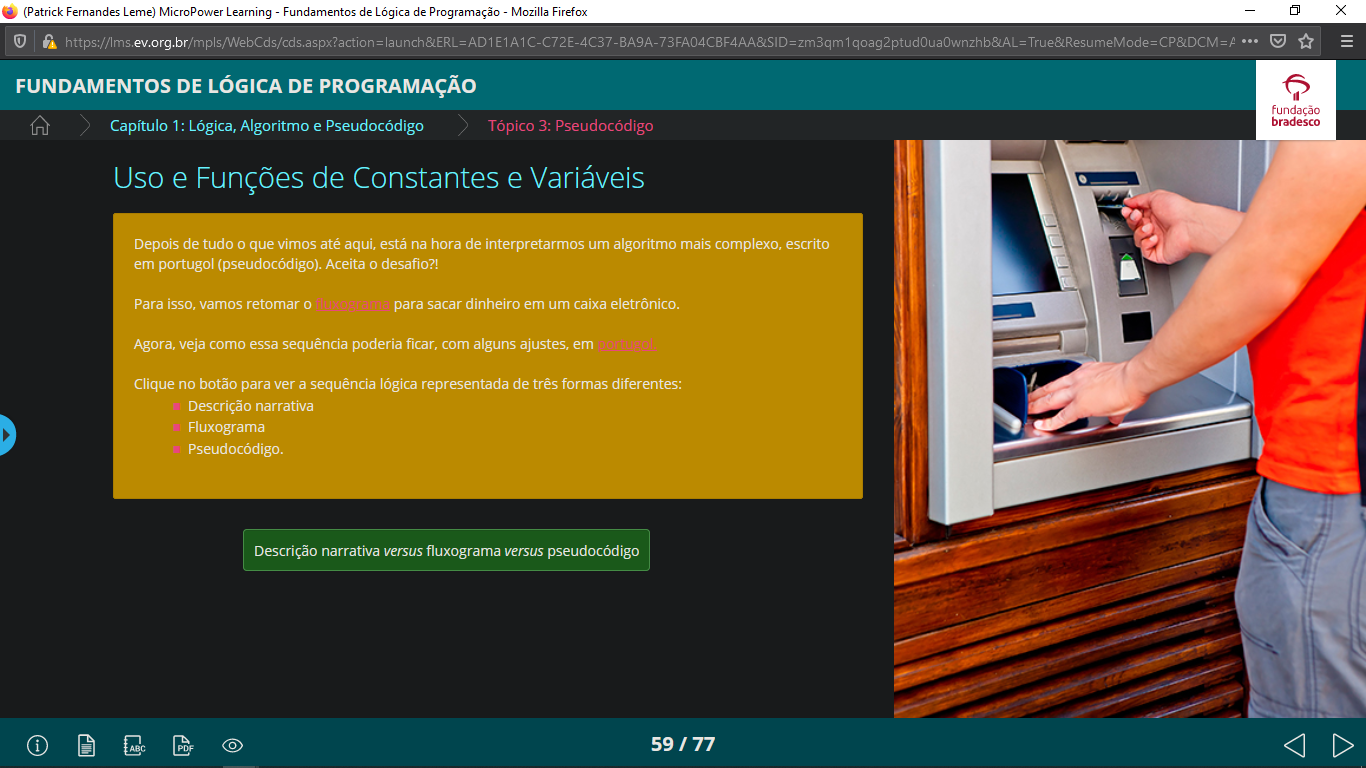 (Patrick Fernandes Leme) MicroPower Learning - Fundamentos de Lógica de Programação - Mozilla Firefox
https://lms.ev.org.br/mpls/WebCds/cds.aspx?action=launch&ERL=AD1E1A1C-C72E-4C37-BA9A-73FA04CBF4AA&SID=zm3qm1qoag2ptud0ua0wnzhb&AL=True&ResumeMode=CP&DCM=A
FUNDAMENTOS DE LÓGICA DE PROGRAMAÇÃO
fundação
bradesco
Capítulo 1: Lógica, Algoritmo e Pseudocódigo
Tópico 3: Pseudocódigo
Uso e Funções de Constantes e Variáveis
Depois de tudo o que vimos até aqui, está na hora de interpretarmos um algoritmo mais complexo, escrito
em portugol (pseudocódigo). Aceita o desafio?!
Para isso, vamos retomar o fluxograma para sacar dinheiro em um caixa eletrônico.
Agora, veja como essa sequência poderia ficar, com alguns ajustes, em portugol.
Clique no botão para ver a sequência lógica representada de três formas diferentes:
Descrição narrativa
Fluxograma
Pseudocódigo.
Descrição narrativa versus fluxograma versus pseudocódigo
ABC
PDF
59 / 77